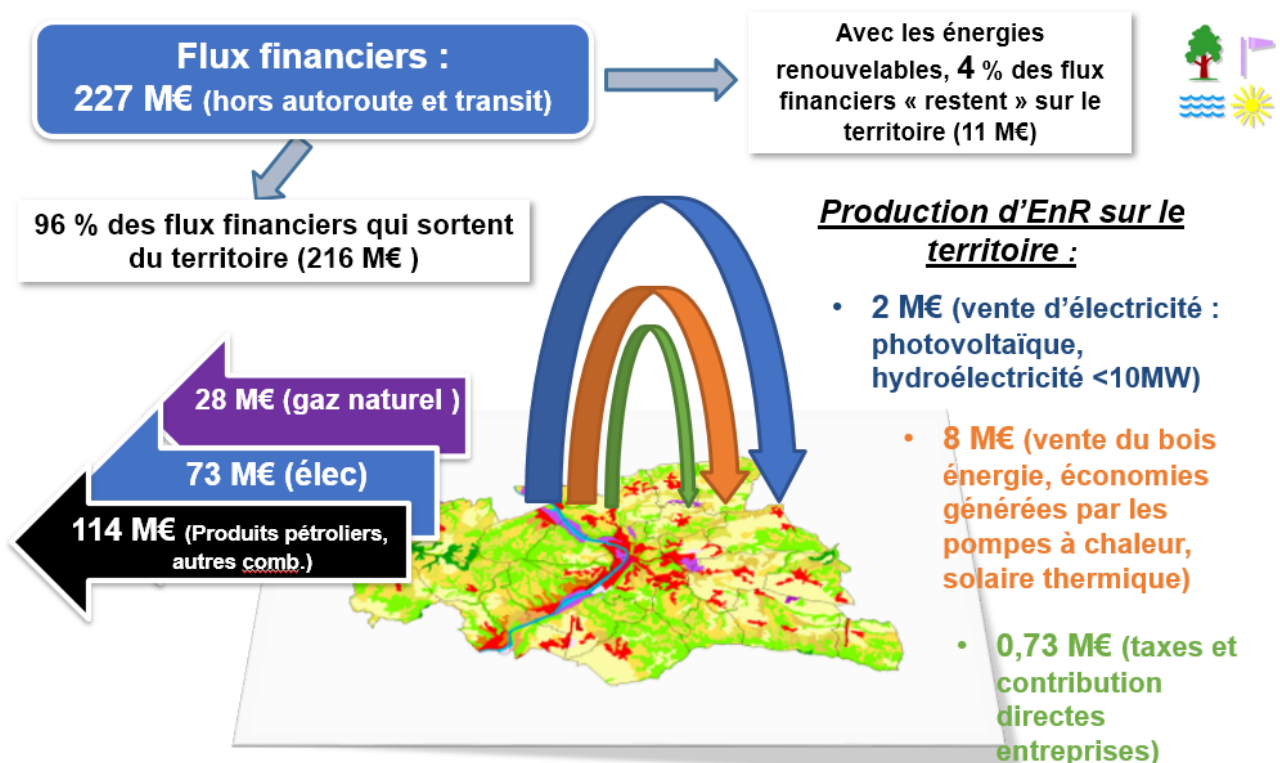 Flux financiers :
227 M€ (hors autoroute et transit)
Avec les énergies
renouvelables, 4 % des flux
financiers « restent » sur le
territoire (11 M€)
96 % des flux financiers qui sortent
du territoire (216 M€ )
28 M€ (gaz naturel )
73 M€ (élec)
114 M€ (Produits pétroliers,
autres comb.)
Production d’EnR sur le
territoire :
• 2 M€ (vente d’électricité :
photovoltaïque,
hydroélectricité <10MW)
• 8 M€ (vente du bois
énergie, économies
générées par les
pompes à chaleur,
solaire thermique)
• 0,73 M€ (taxes et
contribution
directes
entreprises)